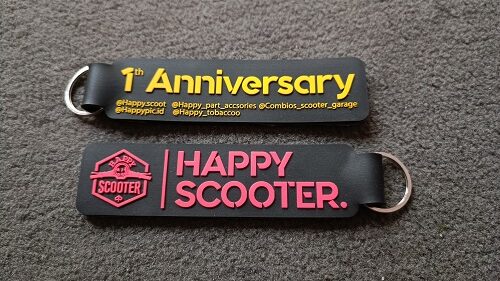 1th Anniversary
@Happy.scoot @Happy_part_accsories @Combios_scooter_garage
@Happypic.id @Happy_tobaccoo
HAPPY
SCOOTER
HAPPY
SCOOTER.